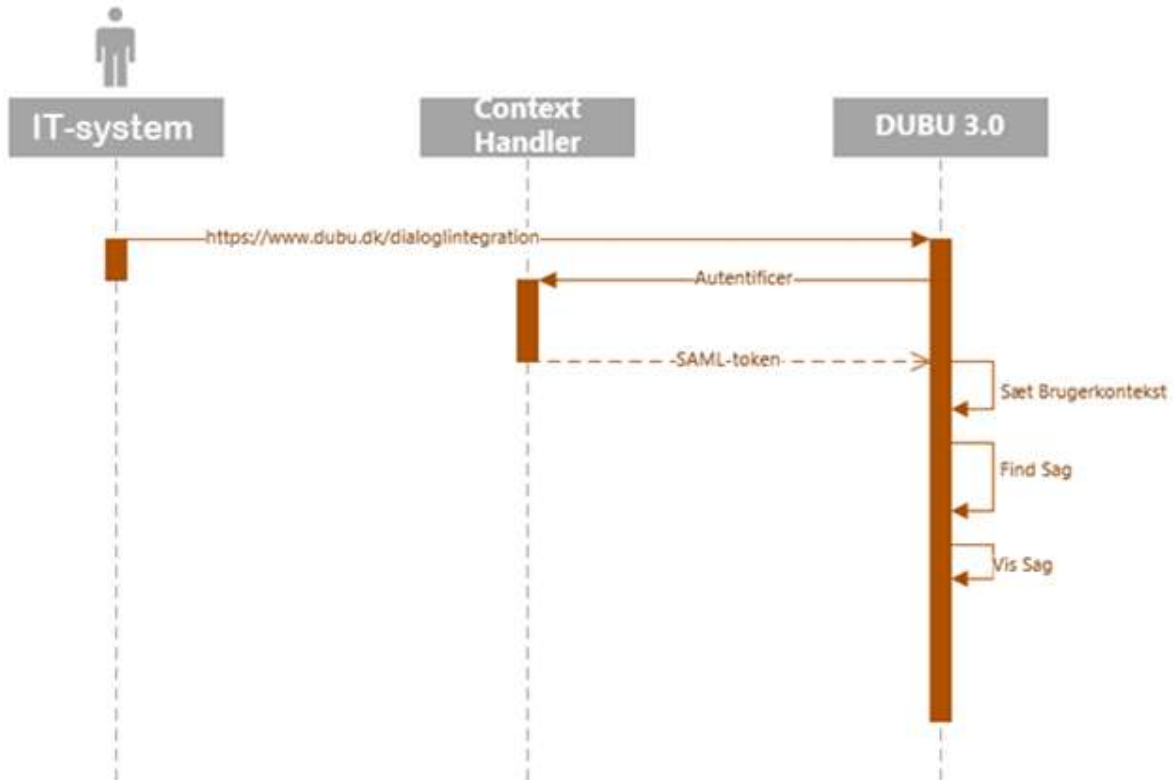 IT-system
Context
Handler
DUBU 3.0
https://www.dubu.dk/dialoglintegration
Autentificer
SAML-token
Sæt Brugerkontekst
Find Sag
Vis Sag